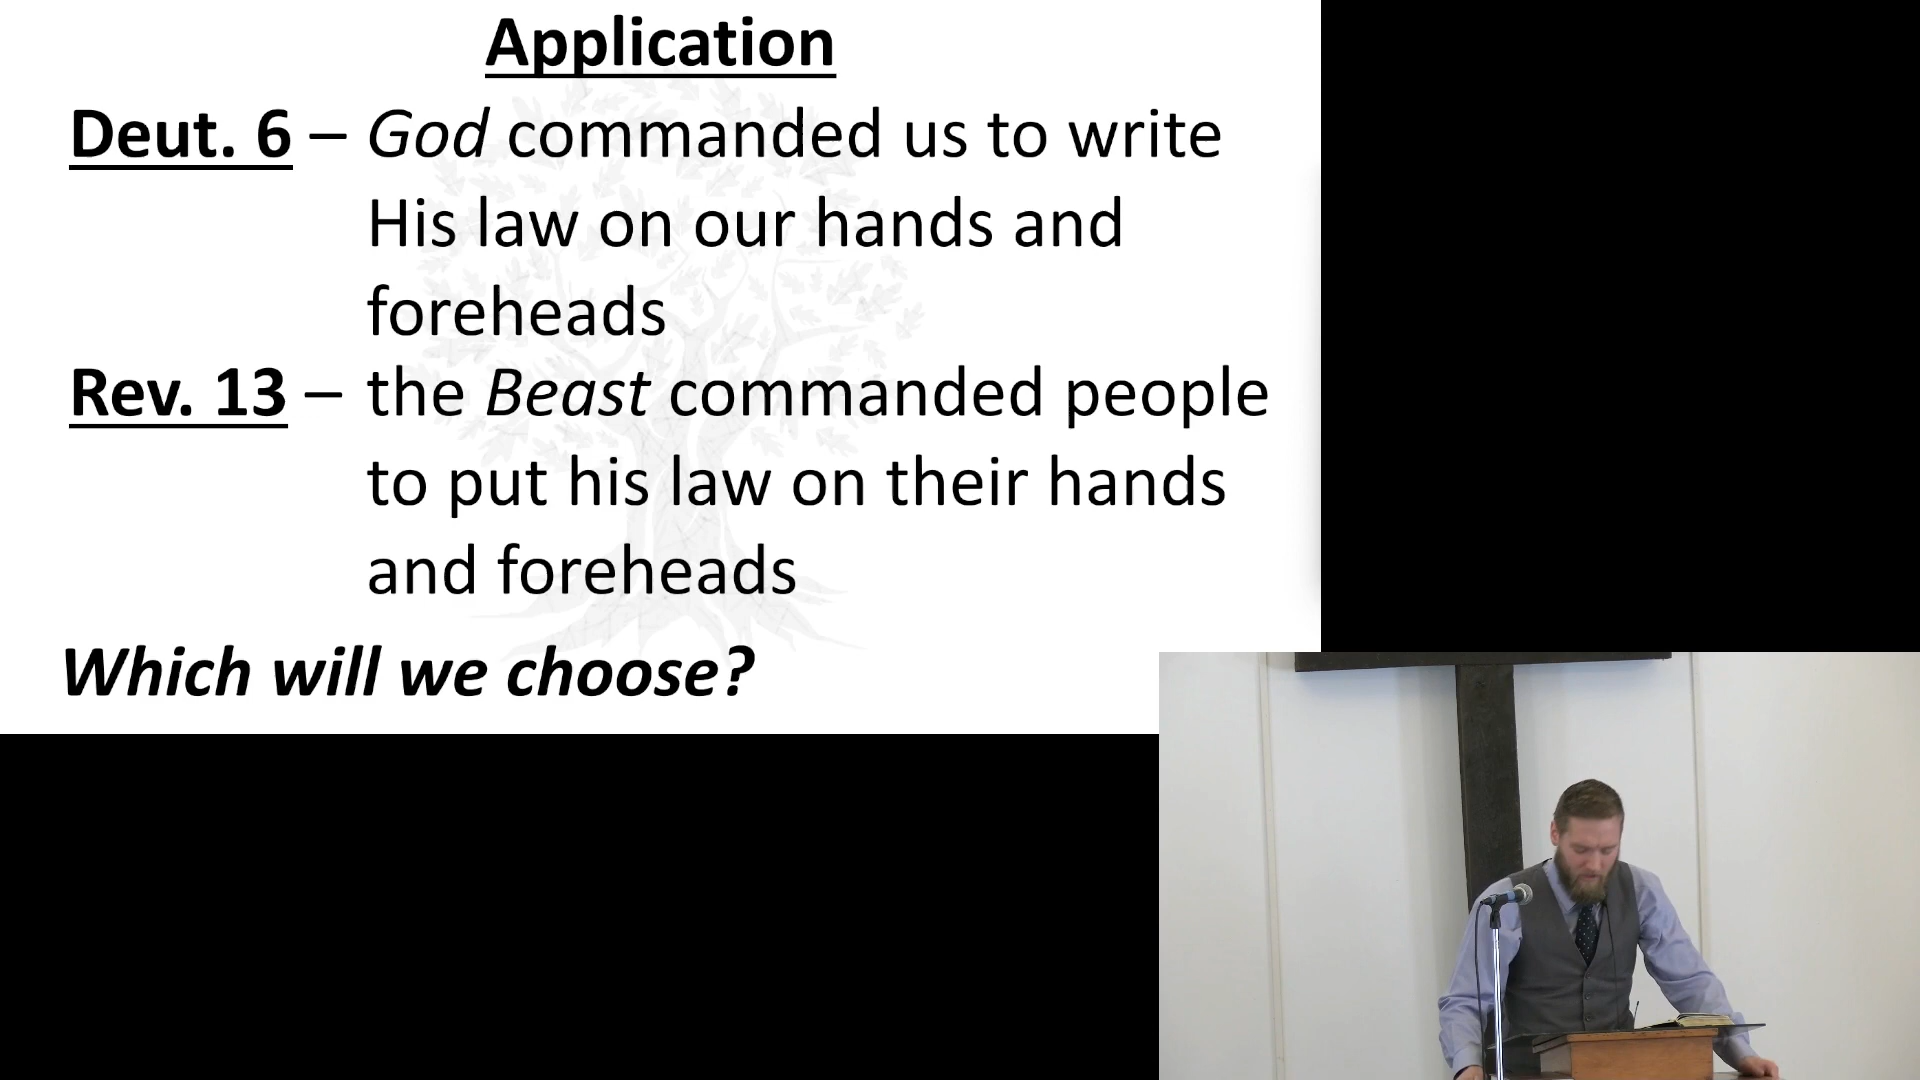 Application
Deut. 6 – God commanded us to write
His law on our hands and
foreheads
Rev. 13 – the Beast commanded people
to put his law on their hands
and foreheads
Which will we choose?